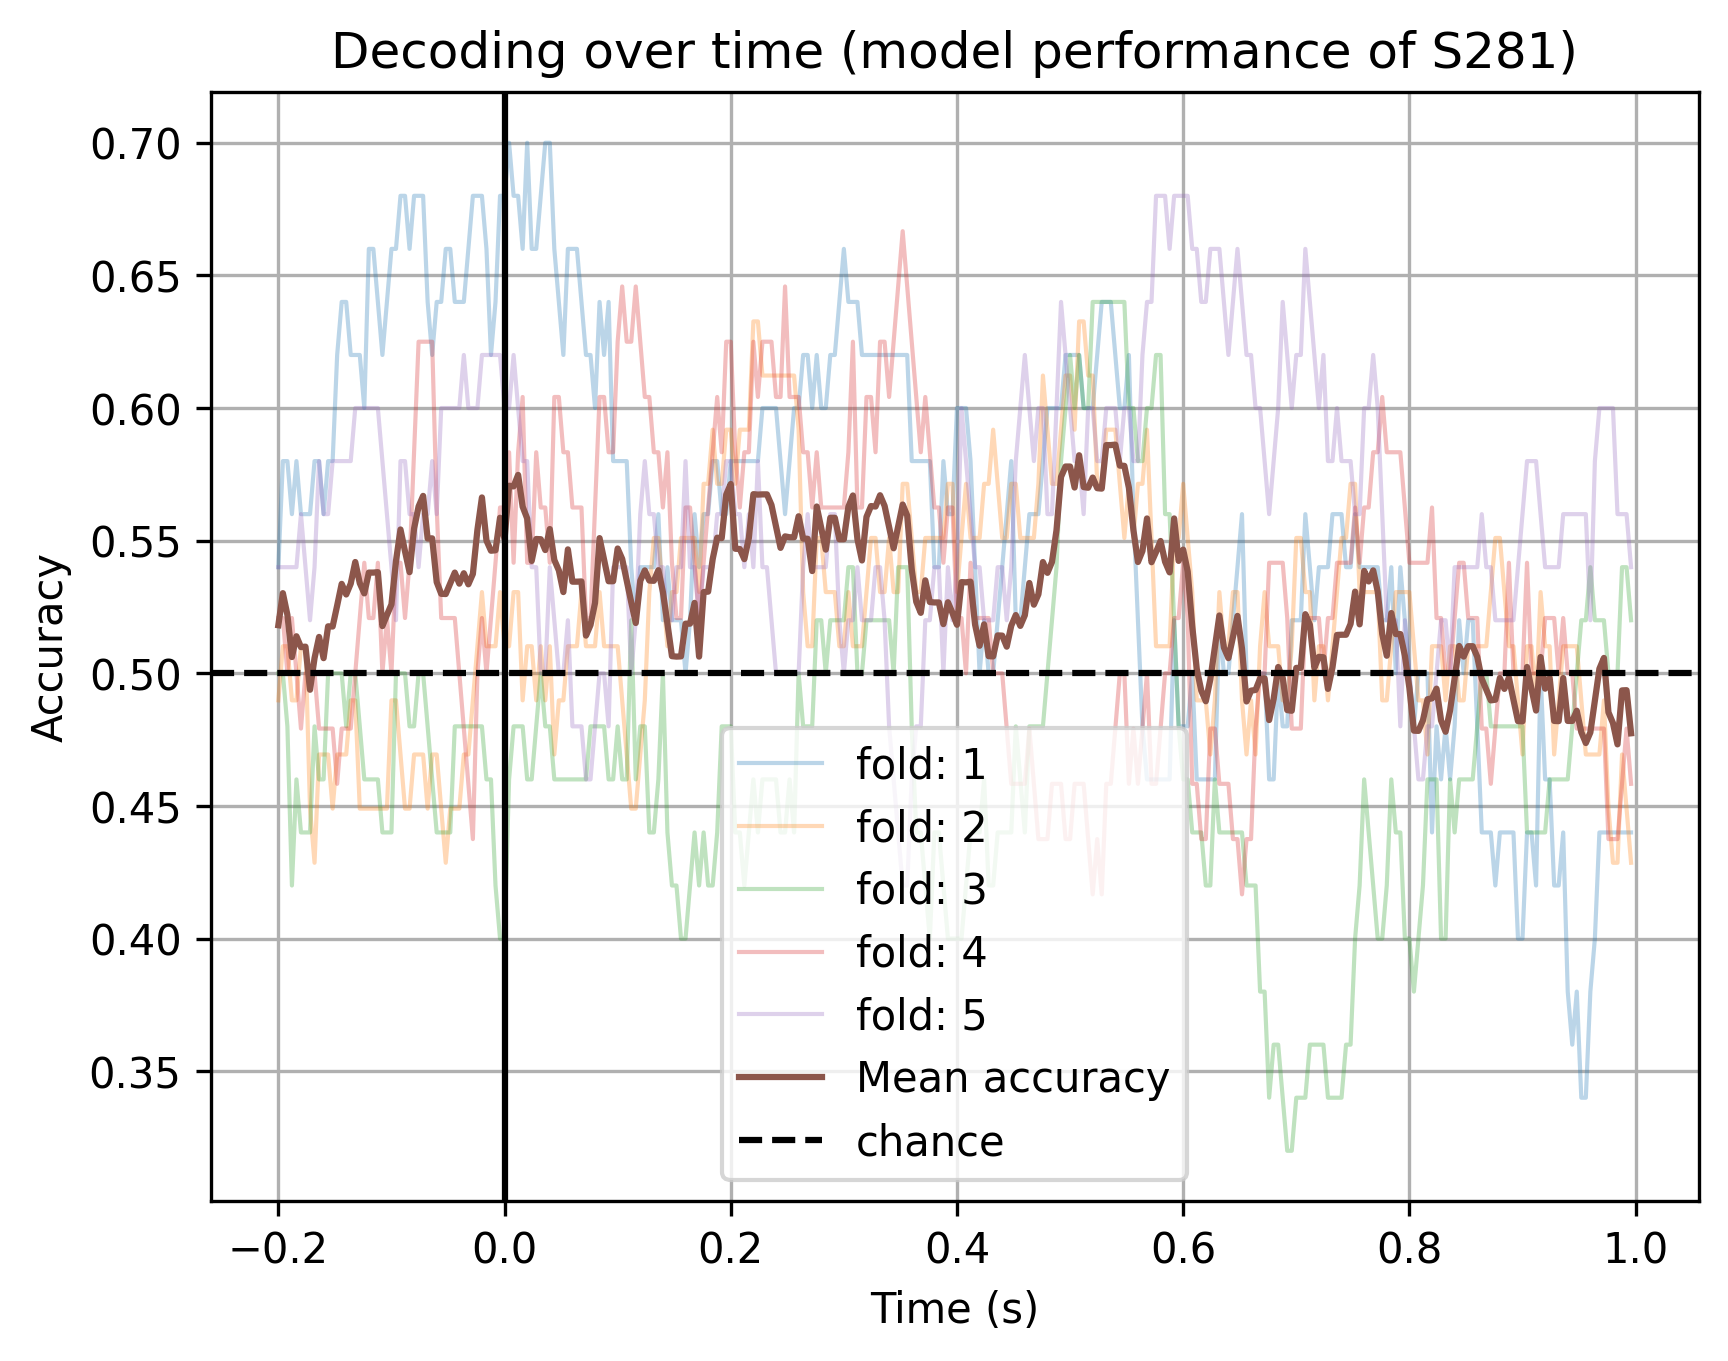 Decoding over time (model performance of S281)
Accuracy
0.70
0.65
0.60
0.55
0.50
0.45
0.40
0.35
fold: 1
fold: 2
fold: 3
fold: 4
fold: 5
Mean accuracy
chance
−0.2 0.0 0.2 0.4 0.6 0.8 1.0
Time (s)